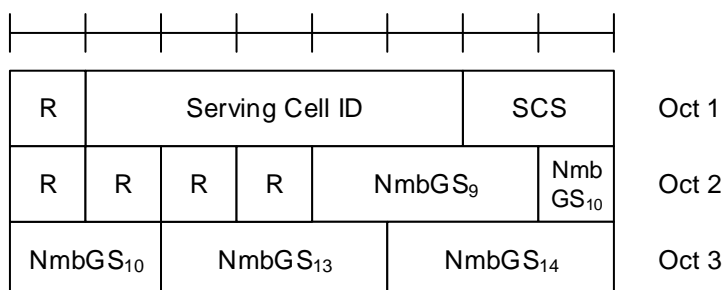 R Serving Cell ID SCS Oct 1
R R R R NmbGS₉ Nmb GS₁₀ Oct 2
NmbGS₁₀ NmbGS₁₃ NmbGS₁₄ Oct 3